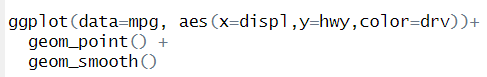 ggplot(data=mpg, aes(x=displ,y=hwy,color=drv))+
  geom_point() +
  geom_smooth()